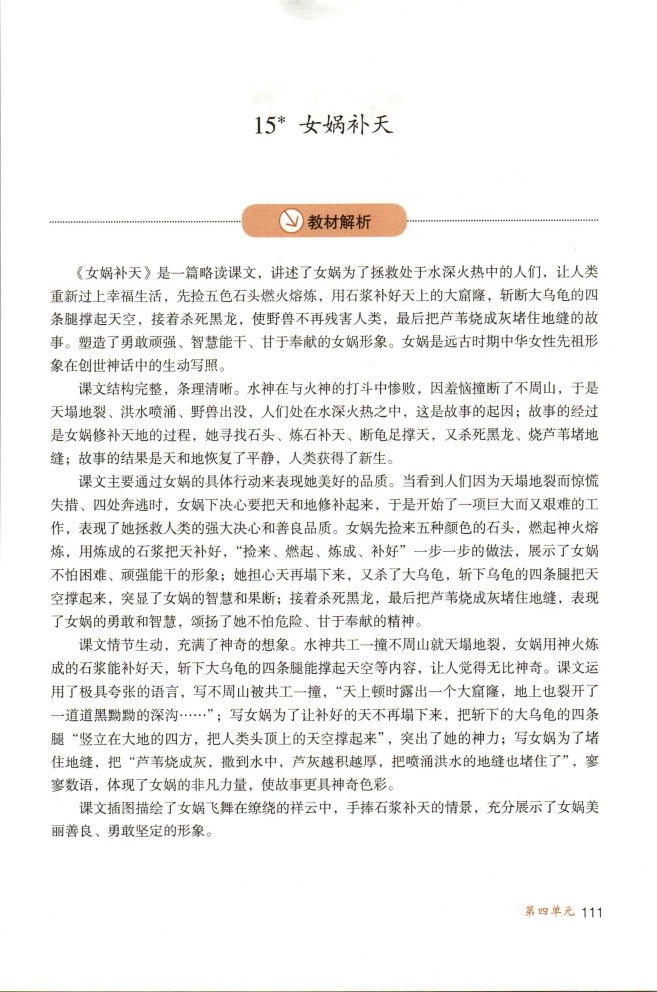 15* 女娲补天
教材解析
《女娲补天》是一篇略读课文，讲述了女娲为了拯救处于水深火热中的人们，让人类
重新过上幸福生活，先捡五色石头燃火熔炼，用石浆补好天上的大窟窿，斩断大乌龟的四
条腿撑起天空，接着杀死黑龙，使野兽不再残害人类，最后把芦苇烧成灰堵住地缝的故
事。塑造了勇敢顽强、智慧能干、甘于奉献的女娲形象。女娲是远古时期中华女性先祖形
象在创世神话中的生动写照。
课文结构完整，条理清晰。水神在与火神的打斗中惨败，因羞恼撞断了不周山，于是
天塌地裂、洪水喷涌、野兽出没，人们处在水深火热之中，这是故事的起因；故事的经过
是女娲修补天地的过程，她寻找石头、炼石补天、断龟足撑天，又杀死黑龙、烧芦苇堵地
缝；故事的结果是天和地恢复了平静，人类获得了新生。
课文主要通过女娲的具体行动来表现她美好的品质。当看到人们因为天塌地裂而惊慌
失措、四处奔逃时，女娲下决心要把天和地修补起来，于是开始了一项巨大而又艰难的工
作，表现了她拯救人类的强大决心和善良品质。女娲先捡来五种颜色的石头，燃起神火熔
炼，用炼成的石浆把天补好，“捡来、燃起、炼成、补好”一步一步的做法，展示了女娲
不怕困难、顽强能干的形象；她担心天再塌下来，又杀了大乌龟，斩下乌龟的四条腿把天
空撑起来，突显了女娲的智慧和果断；接着杀死黑龙，最后把芦苇烧成灰堵住地缝，表现
了女娲的勇敢和智慧，颂扬了她不怕危险、甘于奉献的精神。
课文情节生动，充满了神奇的想象。水神共工一撞不周山就天塌地裂，女娲用神火炼
成的石浆能补好天，斩下大乌龟的四条腿能撑起天空等内容，让人觉得无比神奇。课文运
用了极具夸张的语言，写不周山被共工一撞，“天上顿时露出一个大窟窿，地上也裂开了
一道道黑黝黝的深沟……”；写女娲为了让补好的天不再塌下来，把斩下的大乌龟的四条
腿“竖立在大地的四方，把人类头顶上的天空撑起来”，突出了她的神力；写女娲为了堵
住地缝，把“芦苇烧成灰，撒到水中，芦灰越积越厚，把喷涌洪水的地缝也堵住了”，寥
寥数语，体现了女娲的非凡力量，使故事更具神奇色彩。
课文插图描绘了女娲飞舞在缭绕的祥云中，手捧石浆补天的情景，充分展示了女娲美
丽善良、勇敢坚定的形象。
第四单元 111